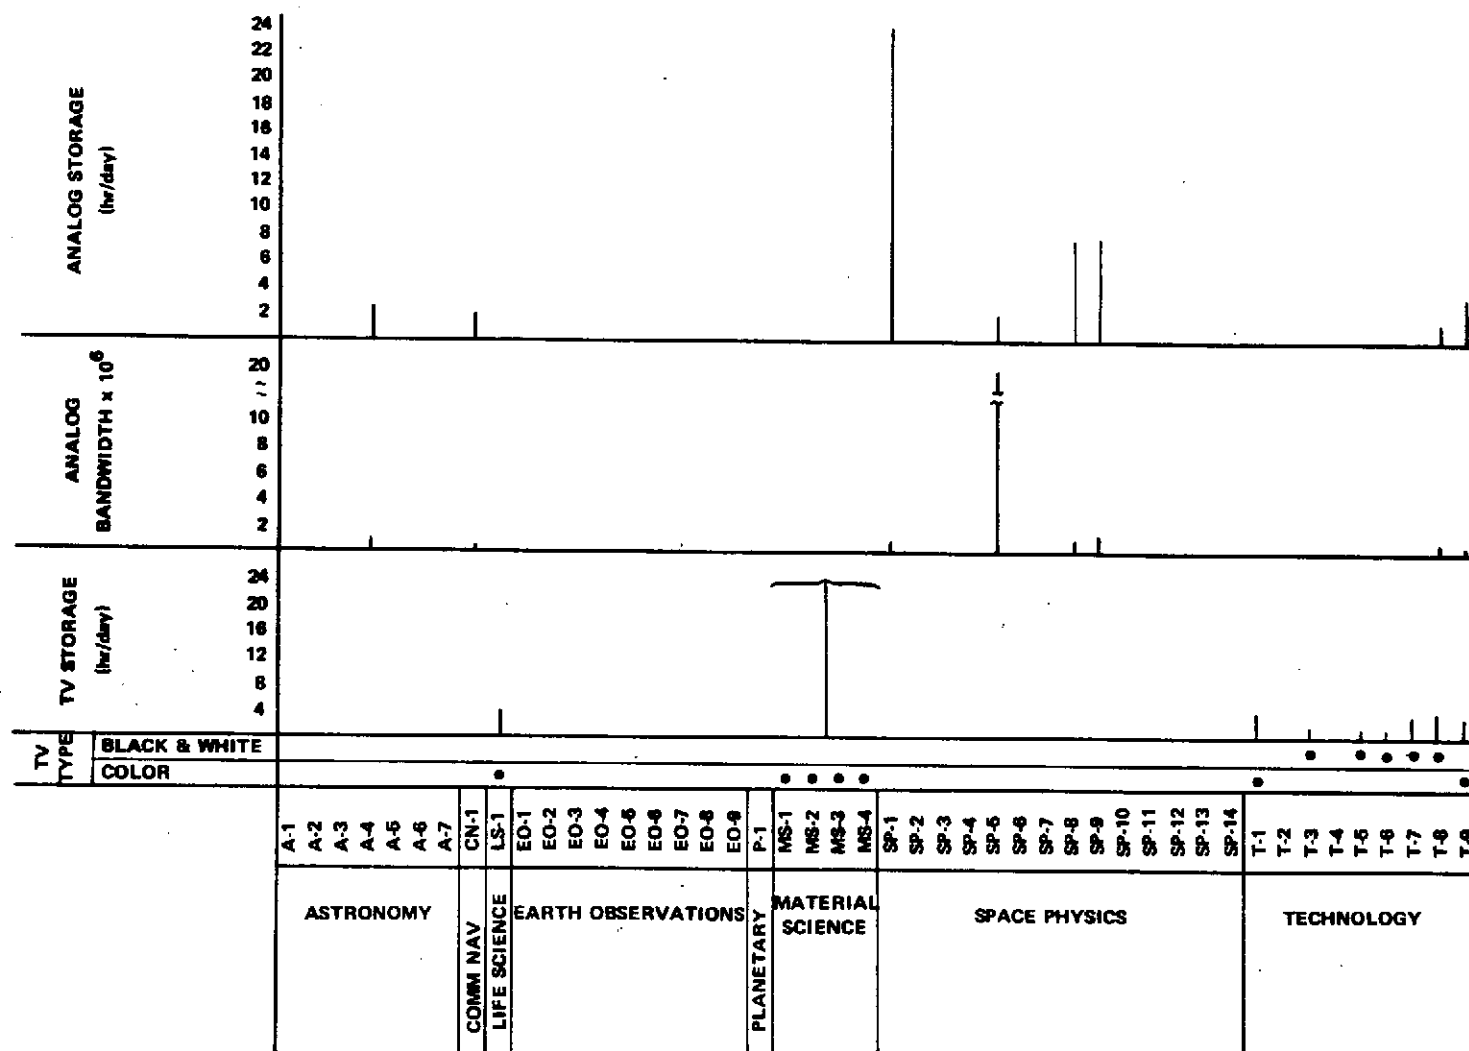 ANALOG STORAGE
(hr/day)
24
22
20
18
16
14
12
10
8
6
4
2
ANALOG
BANDWIDTH x 10⁶
20
~
~
10
8
6
4
2
TV STORAGE
(hr/day)
24
20
16
12
8
4
TV
TYPE
BLACK & WHITE
COLOR
A-1
A-2
A-3
A-4
A-5
A-6
A-7
CN-1
LS-1
EO-1
EO-2
EO-3
EO-4
EO-5
EO-6
EO-7
EO-8
EO-9
P-1
MS-1
MS-2
MS-3
MS-4
SP-1
SP-2
SP-3
SP-4
SP-5
SP-6
SP-7
SP-8
SP-9
SP-10
SP-11
SP-12
SP-13
SP-14
T-1
T-2
T-3
T-4
T-5
T-6
T-7
T-8
T-9
ASTRONOMY
COMM NAV
LIFE SCIENCE
EARTH OBSERVATIONS
PLANETARY
MATERIAL
SCIENCE
SPACE PHYSICS
TECHNOLOGY